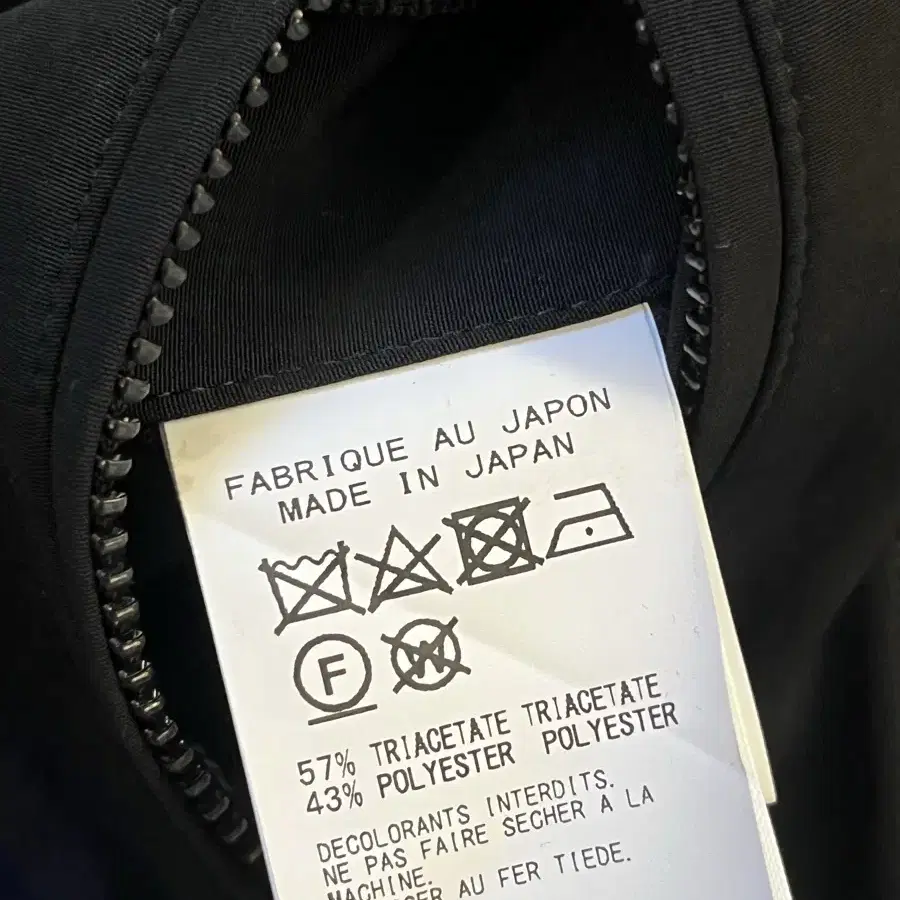 FABRIQUE AU JAPON
MADE IN JAPAN
F
W
57% TRIACETATE TRIACETATE
43% POLYESTER POLYESTER
DECOLORANTS INTERDITS.
NE PAS FAIRE SECHER A LA
MACHINE.
AU FER TIEDE.